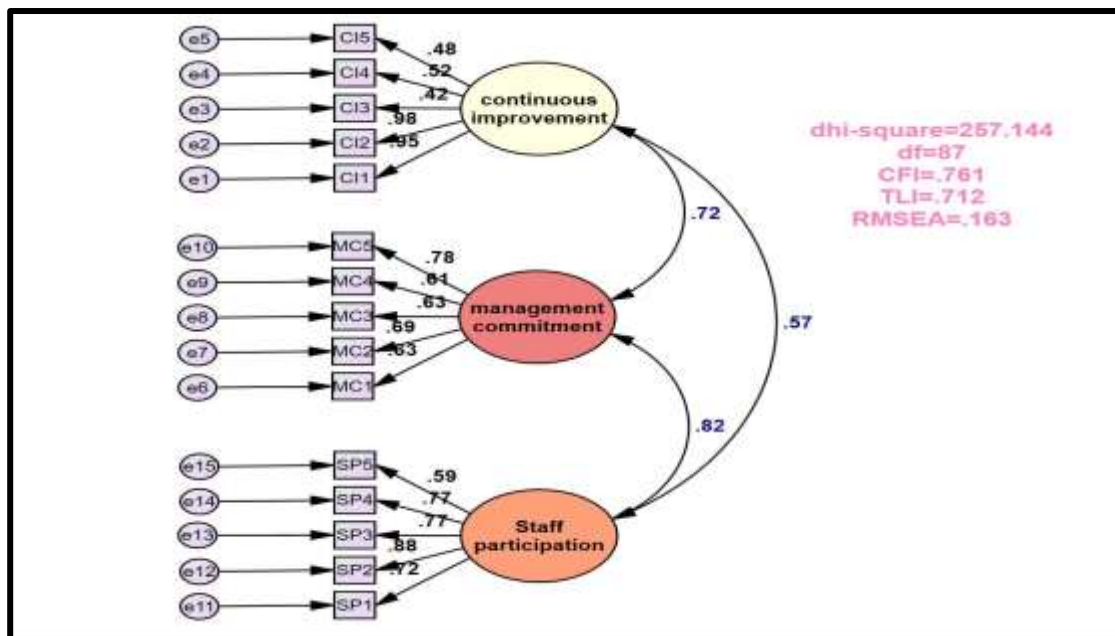 e5 CI5
.48
e4 CI4
.52
e3 CI3
.42
e2 CI2
.98
.95
e1 CI1
continuous
improvement
dhi-square=257.144
df=87
CFI=.761
TLI=.712
RMSEA=.163
.72
e10 MC5
.78
e9 MC4
.61
e8 MC3
.63
e7 MC2
.69
.63
e6 MC1
management
commitment
.57
.82
e15 SP5
.59
e14 SP4
.77
e13 SP3
.77
e12 SP2
.88
.72
e11 SP1
Staff
participation